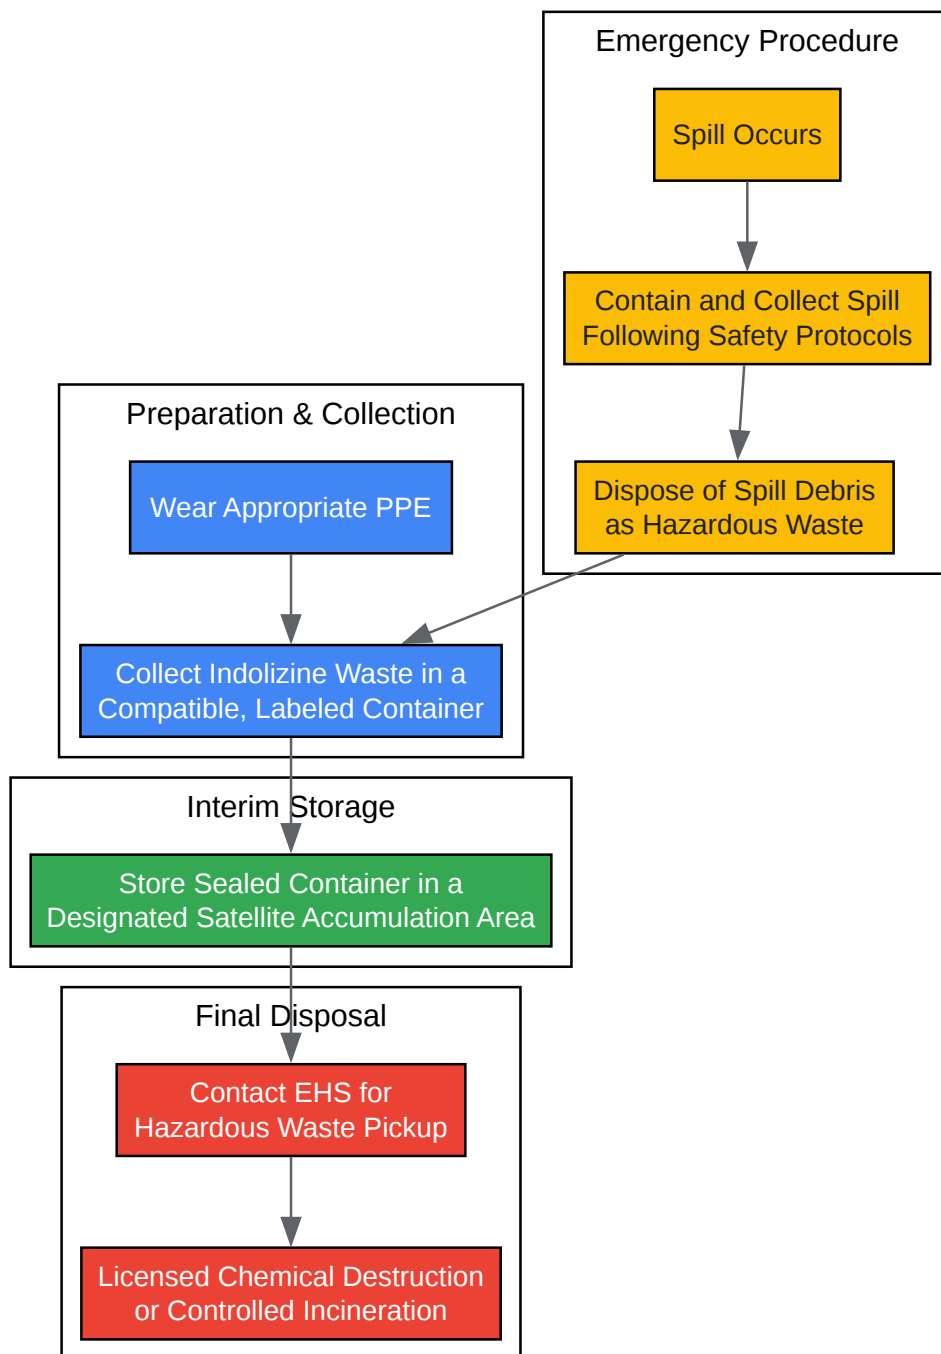 Emergency Procedure
Spill Occurs
Contain and Collect Spill
Following Safety Protocols
Dispose of Spill Debris
as Hazardous Waste
Preparation & Collection
Wear Appropriate PPE
Collect Indolizine Waste in a
Compatible, Labeled Container
Interim Storage
Store Sealed Container in a
Designated Satellite Accumulation Area
Final Disposal
Contact EHS for
Hazardous Waste Pickup
Licensed Chemical Destruction
or Controlled Incineration